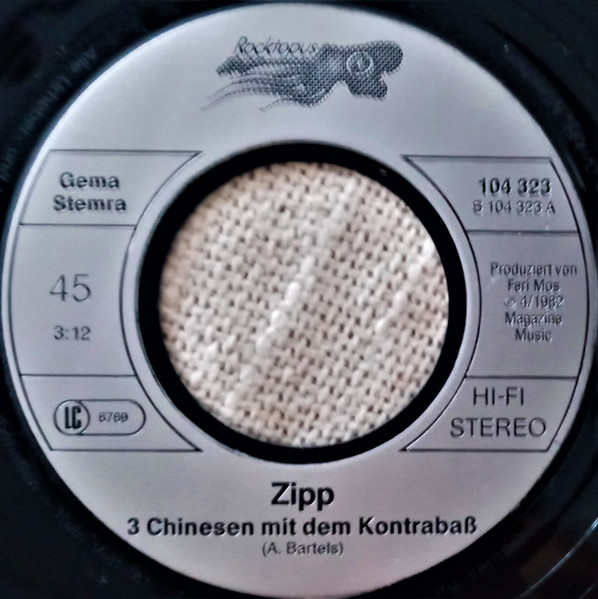 Rocktopus
Gema
Stemra
45
3:12
LC 6769
104 323
S 104 323 A
Produziert von
Feri Mos
℗ 4/1982
Magazine
Music
HI-FI
STEREO
Zipp
3 Chinesen mit dem Kontrabaß
(A. Bartels)